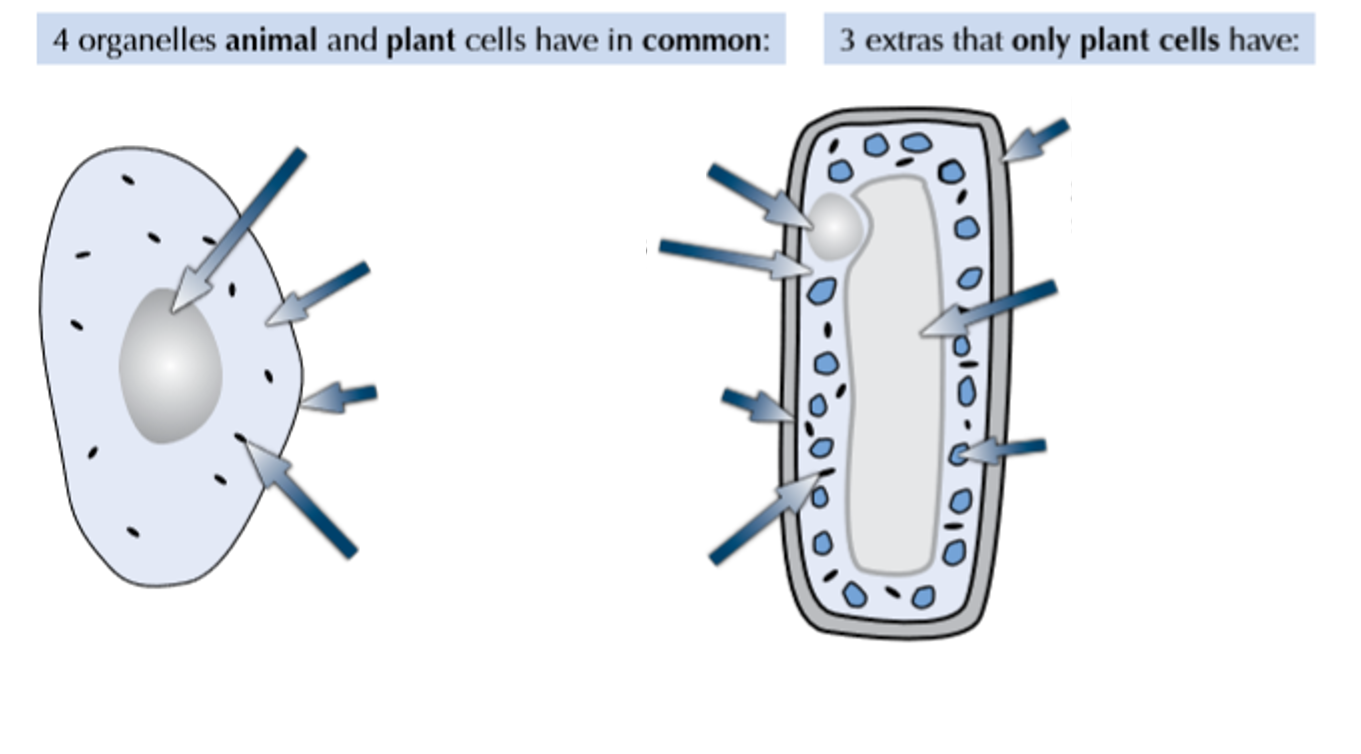 4 organelles animal and plant cells have in common:
3 extras that only plant cells have: